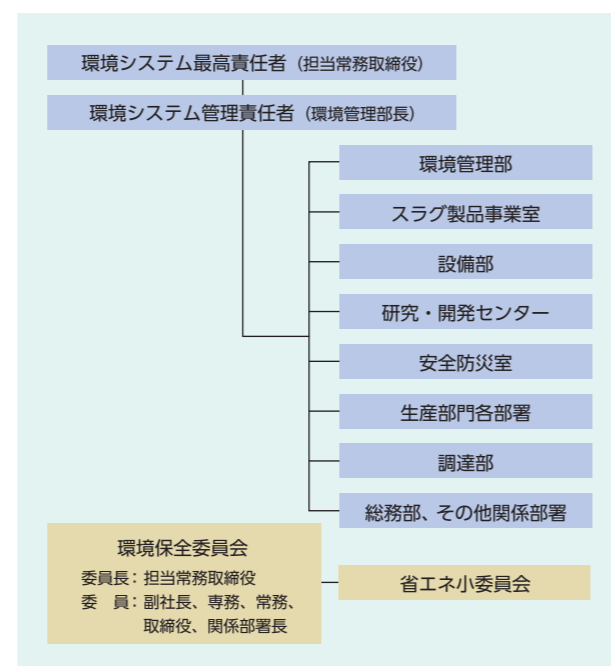 環境システム最高責任者（担当常務取締役）
環境システム管理責任者（環境管理部長）
環境管理部
スラグ製品事業室
設備部
研究・開発センター
安全防災室
生産部門各部署
調達部
総務部、その他関係部署
環境保全委員会
委員長：担当常務取締役
委　員：副社長、専務、常務、
取締役、関係部署長
省エネ小委員会